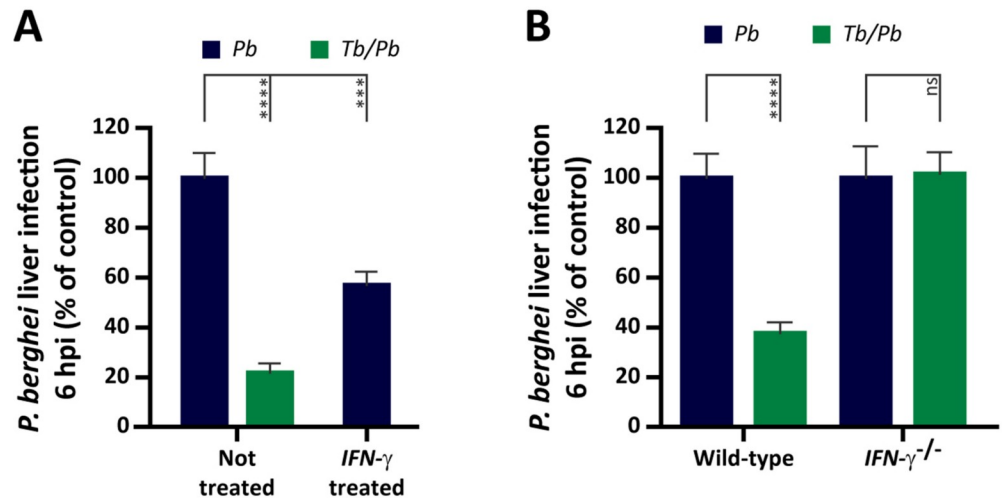 A
Pb Tb/Pb
**** ***
P. berghei liver infection
6 hpi (% of control)
120
100
80
60
40
20
0
Not
treated
IFN-γ
treated
B
Pb Tb/Pb
**** ns
P. berghei liver infection
6 hpi (% of control)
120
100
80
60
40
20
0
Wild-type IFN-γ-/-